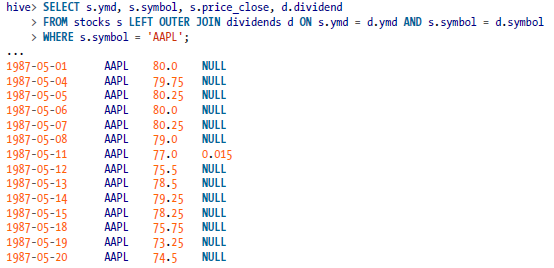 hive> SELECT s.ymd, s.symbol, s.price_close, d.dividend
> FROM stocks s LEFT OUTER JOIN dividends d ON s.ymd = d.ymd AND s.symbol = d.symbol
> WHERE s.symbol = 'AAPL';
...
1987-05-01 AAPL 80.0 NULL
1987-05-04 AAPL 79.75 NULL
1987-05-05 AAPL 80.25 NULL
1987-05-06 AAPL 80.0 NULL
1987-05-07 AAPL 80.25 NULL
1987-05-08 AAPL 79.0 NULL
1987-05-11 AAPL 77.0 0.015
1987-05-12 AAPL 75.5 NULL
1987-05-13 AAPL 78.5 NULL
1987-05-14 AAPL 79.25 NULL
1987-05-15 AAPL 78.25 NULL
1987-05-18 AAPL 75.75 NULL
1987-05-19 AAPL 73.25 NULL
1987-05-20 AAPL 74.5 NULL